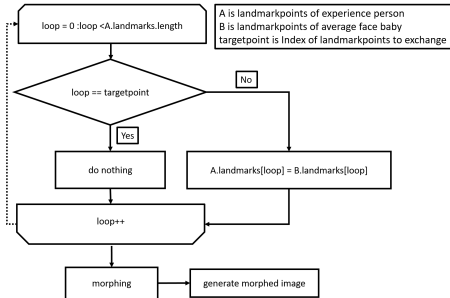 loop = 0 :loop <A.landmarks.length
A is landmarkpoints of experience person
B is landmarkpoints of average face baby
targetpoint is Index of landmarkpoints to exchange
loop == targetpoint
No
Yes
do nothing
A.landmarks[loop] = B.landmarks[loop]
loop++
morphing
generate morphed image